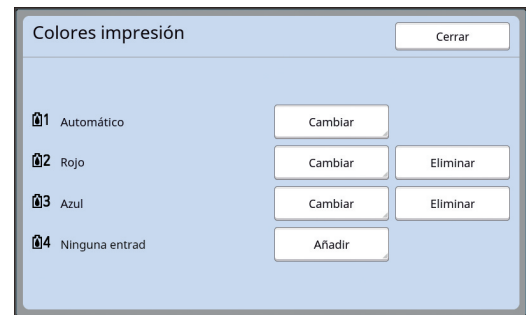 Colores impresión
Cerrar
1 Automático Cambiar
2 Rojo Cambiar Eliminar
3 Azul Cambiar Eliminar
4 Ninguna entrad Añadir